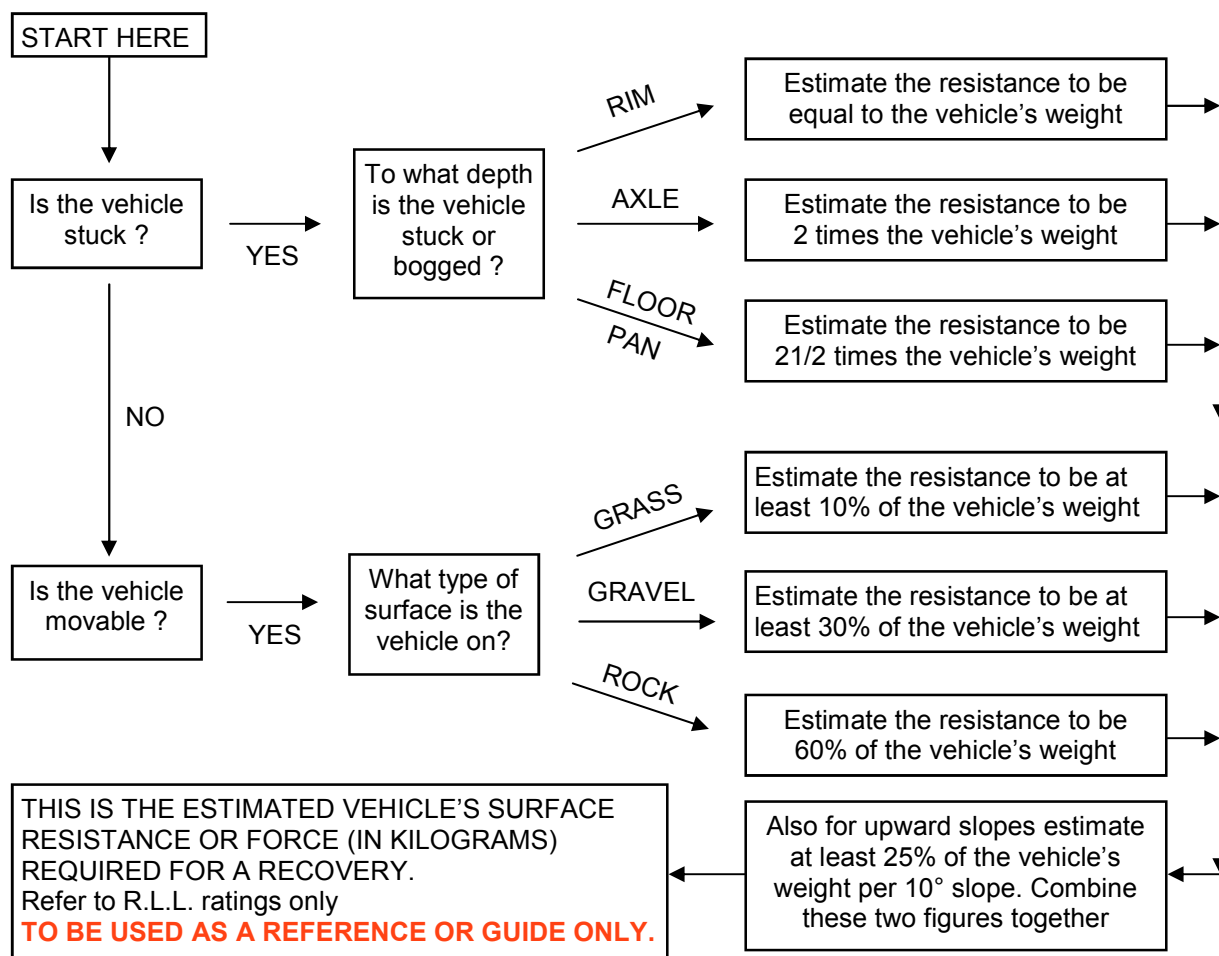 START HERE
Is the vehicle
stuck ?
YES
To what depth
is the vehicle
stuck or
bogged ?
RIM
Estimate the resistance to be
equal to the vehicle’s weight
AXLE
Estimate the resistance to be
2 times the vehicle’s weight
FLOOR
PAN
Estimate the resistance to be
21/2 times the vehicle’s weight
NO
Is the vehicle
movable ?
YES
What type of
surface is the
vehicle on?
GRASS
Estimate the resistance to be at
least 10% of the vehicle’s weight
GRAVEL
Estimate the resistance to be at
least 30% of the vehicle’s weight
ROCK
Estimate the resistance to be
60% of the vehicle’s weight
Also for upward slopes estimate
at least 25% of the vehicle’s
weight per 10° slope. Combine
these two figures together
THIS IS THE ESTIMATED VEHICLE’S SURFACE
RESISTANCE OR FORCE (IN KILOGRAMS)
REQUIRED FOR A RECOVERY.
Refer to R.L.L. ratings only
TO BE USED AS A REFERENCE OR GUIDE ONLY.